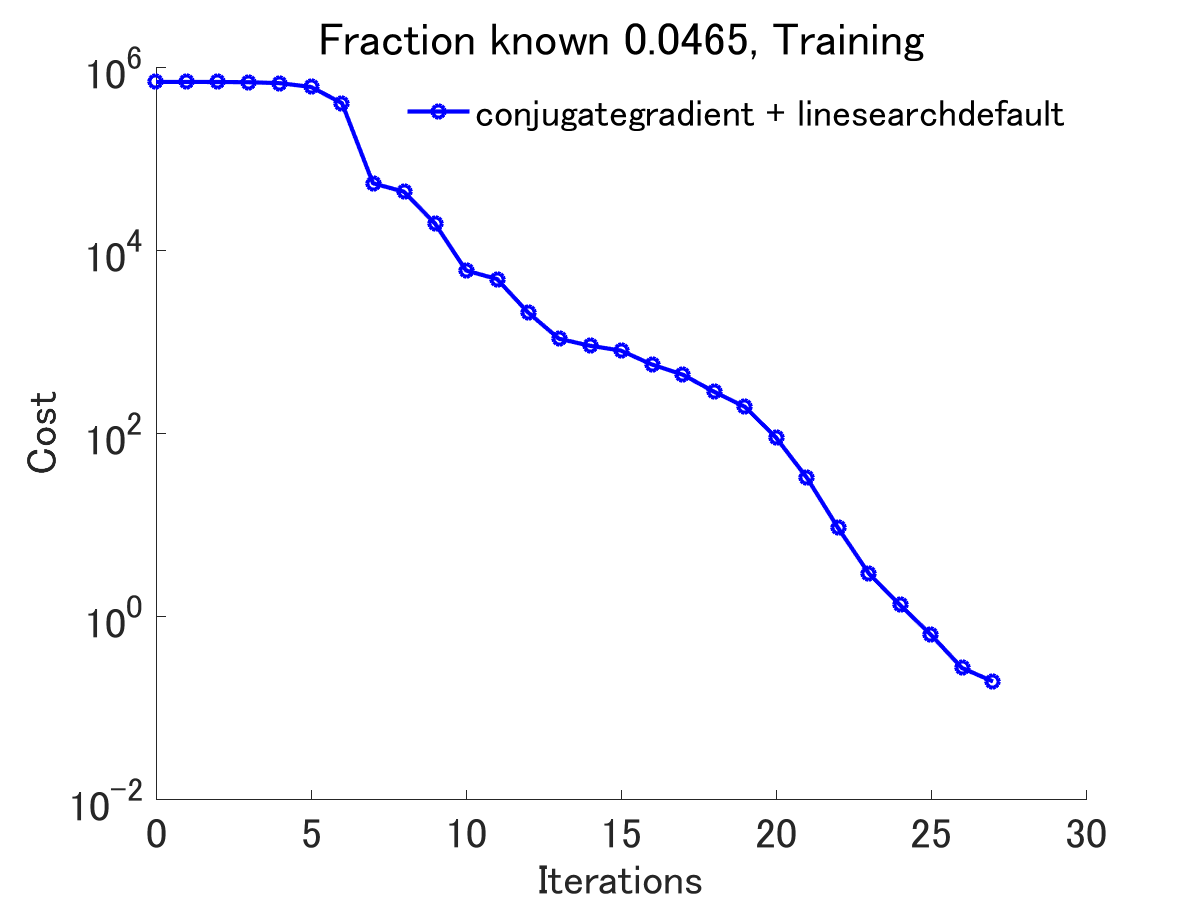 Fraction known 0.0465, Training
conjugategradient + linesearchdefault
10^6
10^4
10^2
10^0
10^-2
Cost
0 5 10 15 20 25 30
Iterations